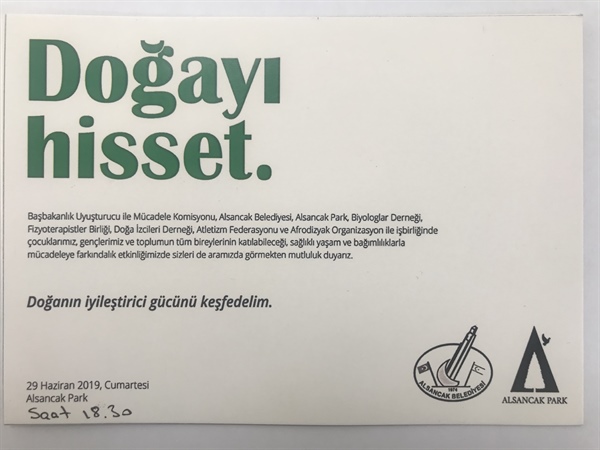 Doğayı
hisset.
Başbakanlık Uyuşturucu ile Mücadele Komisyonu, Alsancak Belediyesi, Alsancak Park, Biyologlar Derneği,
Fizyoterapistler Birliği, Doğa İzcileri Derneği, Atletizm Federasyonu ve Afrodizyak Organizasyon ile işbirliğinde
çocuklarımız, gençlerimiz ve toplumun tüm bireylerinin katılabileceği, sağlıklı yaşam ve bağımlılıklarla
mücadeleye farkındalık etkinliğimizde sizleri de aramızda görmekten mutluluk duyarız.
Doğanın iyileştirici gücünü keşfedelim.
29 Haziran 2019, Cumartesi
Alsancak Park
Saat 18.30
1976
ALSANCAK BELEDİYESİ
ALSANCAK PARK